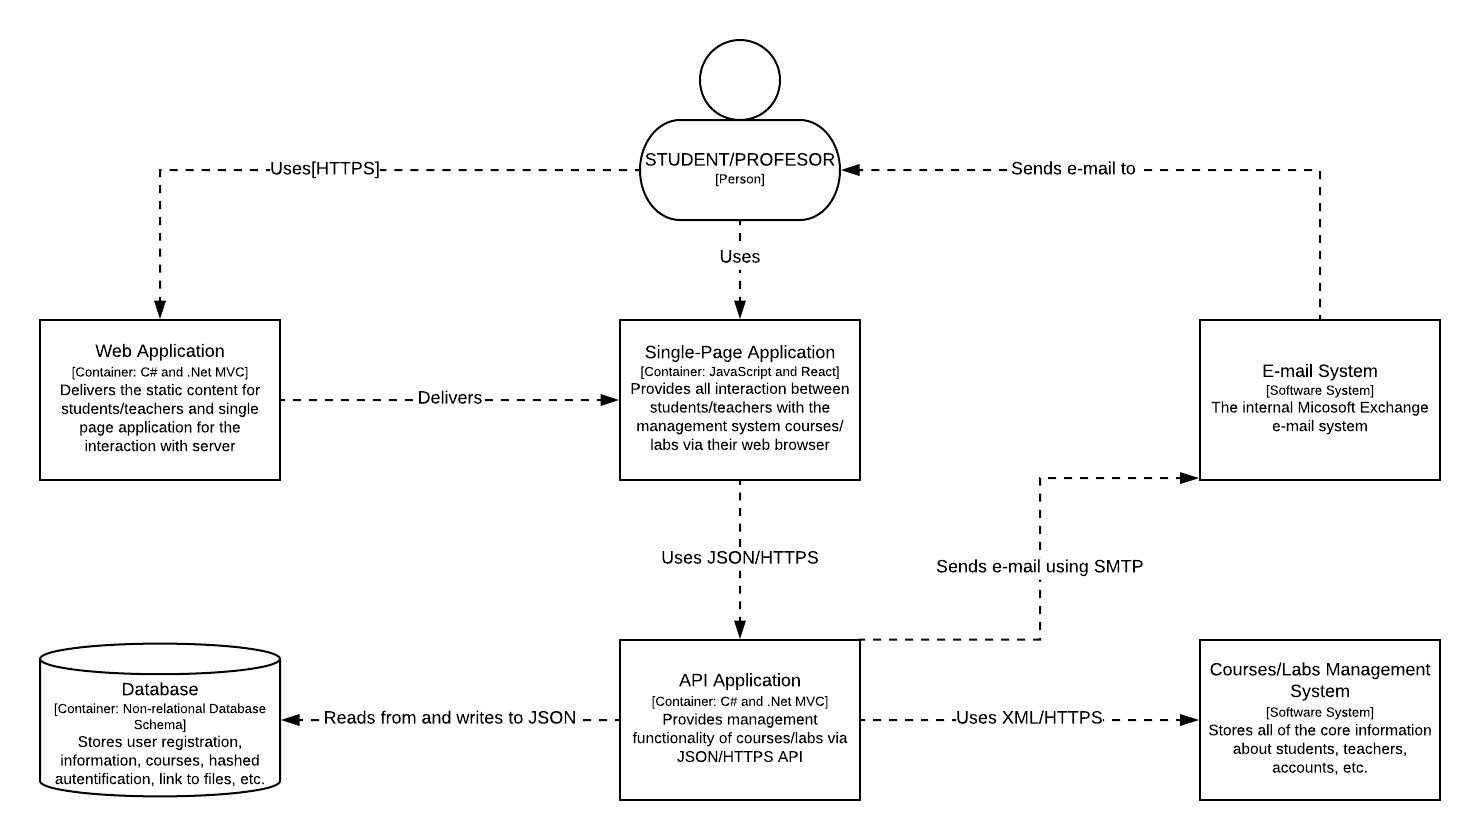 STUDENT/PROFESOR
[Person]
Uses[HTTPS]
Sends e-mail to
Uses
Web Application
[Container: C# and .Net MVC]
Delivers the static content for
students/teachers and single
page application for the
interaction with server
Delivers
Single-Page Application
[Container: JavaScript and React]
Provides all interaction between
students/teachers with the
management system courses/
labs via their web browser
E-mail System
[Software System]
The internal Micosoft Exchange
e-mail system
Uses JSON/HTTPS
Sends e-mail using SMTP
Database
[Container: Non-relational Database
Schema]
Stores user registration,
information, courses, hashed
autentification, link to files, etc.
Reads from and writes to JSON
API Application
[Container: C# and .Net MVC]
Provides management
functionality of courses/labs via
JSON/HTTPS API
Uses XML/HTTPS
Courses/Labs Management
System
[Software System]
Stores all of the core information
about students, teachers,
accounts, etc.